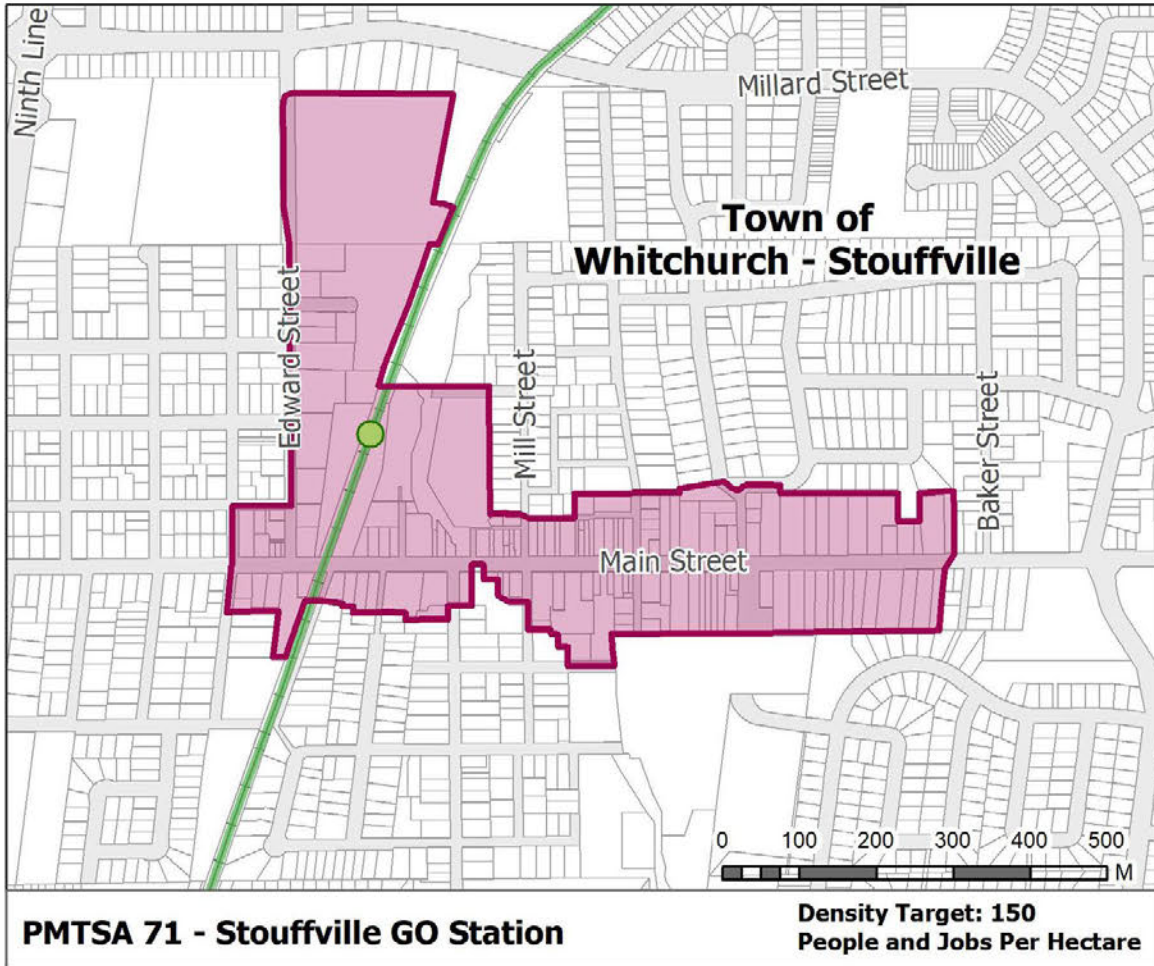 Ninth Line
Millard Street
Town of
Whitchurch - Stouffville
Edward Street
Mill Street
Baker Street
Main Street
0 100 200 300 400 500
M
PMTSA 71 - Stouffville GO Station
Density Target: 150
People and Jobs Per Hectare